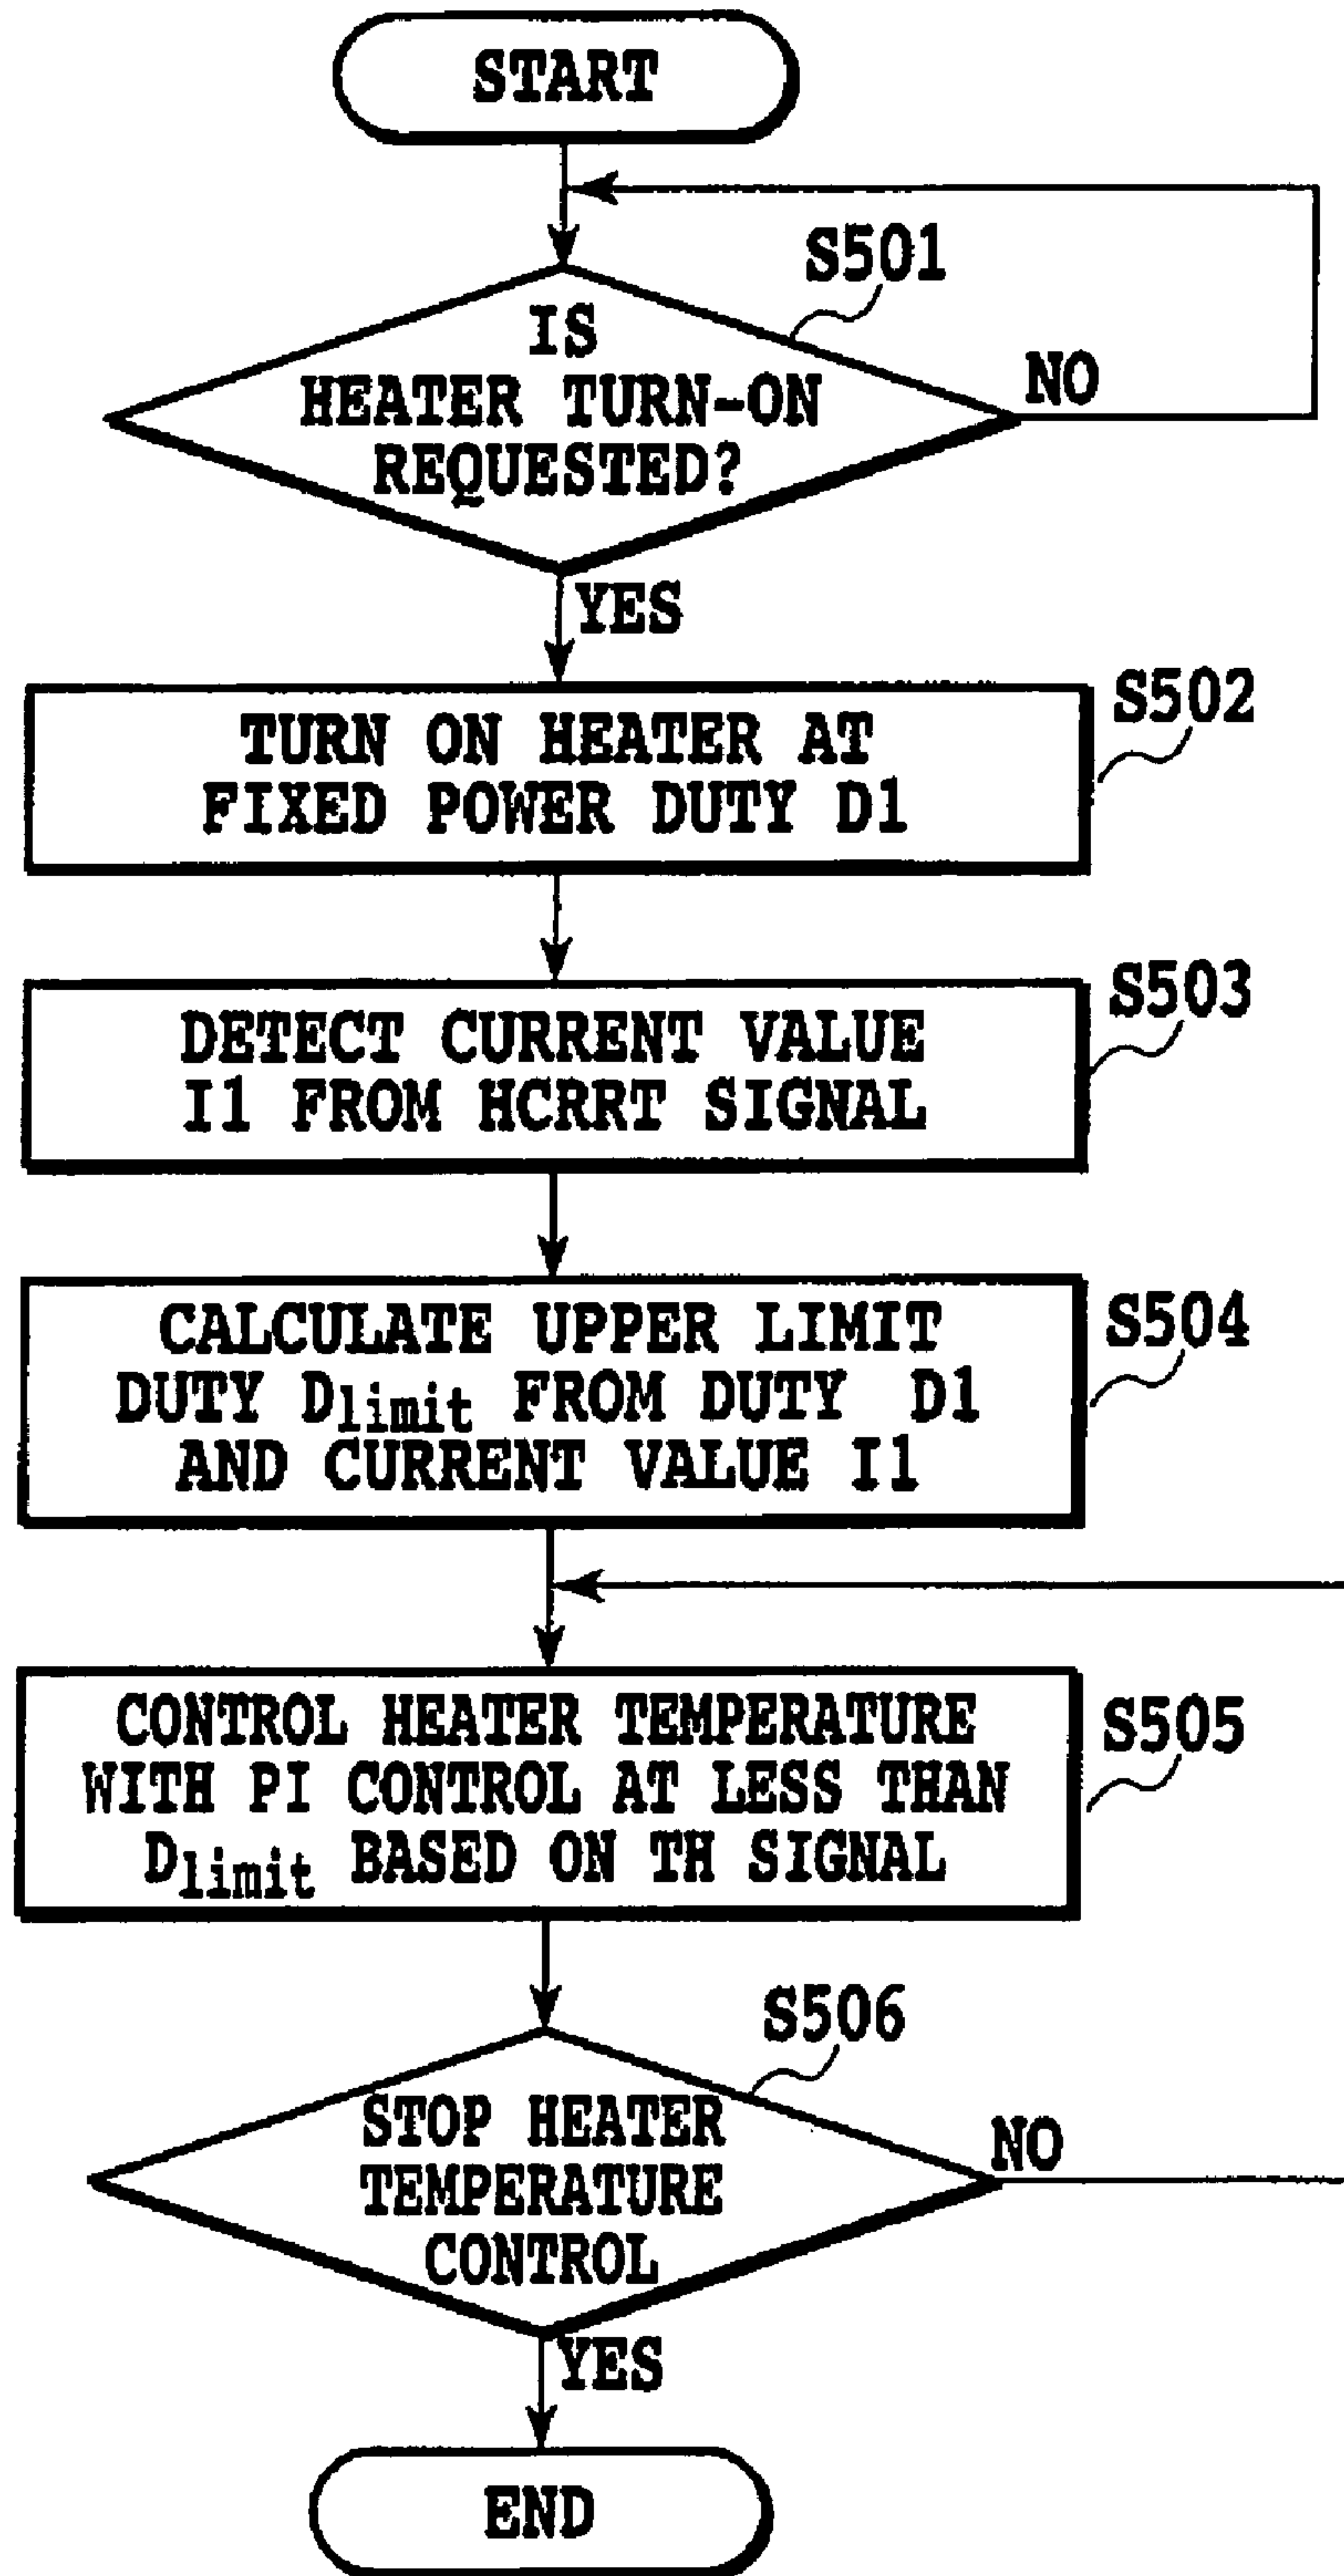 START
S501
IS
HEATER TURN-ON
REQUESTED?
NO
YES
S502
TURN ON HEATER AT
FIXED POWER DUTY D1
S503
DETECT CURRENT VALUE
I1 FROM HCRRT SIGNAL
S504
CALCULATE UPPER LIMIT
DUTY Dlimit FROM DUTY D1
AND CURRENT VALUE I1
S505
CONTROL HEATER TEMPERATURE
WITH PI CONTROL AT LESS THAN
Dlimit BASED ON TH SIGNAL
S506
STOP HEATER
TEMPERATURE
CONTROL
NO
YES
END